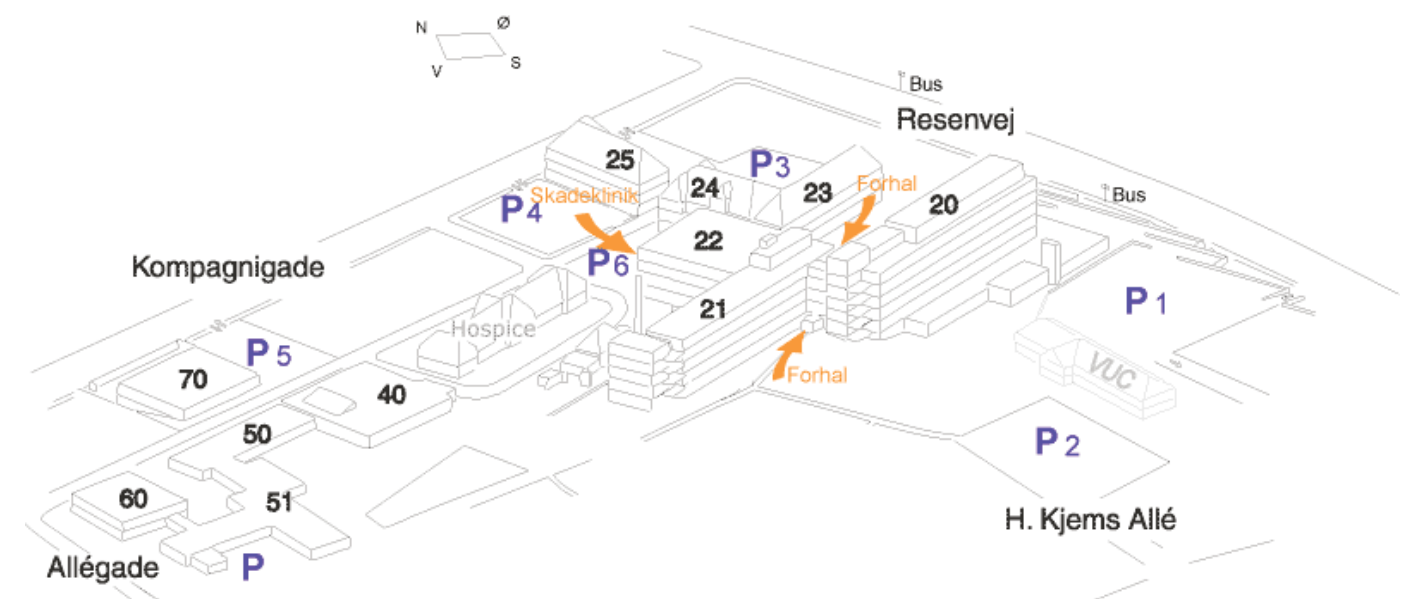 N Ø
V S
Bus
Resenvej
25
P3
24
23
Forhal
Skadeklinik
P4
20
Bus
22
Kompagnigade
P6
P1
21
Hospice
P5
VUC
70
Forhal
40
50
P2
60
51
H. Kjems Allé
Allégade
P